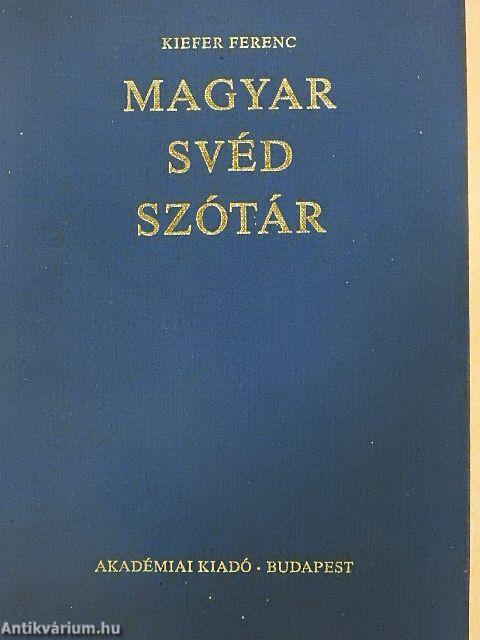 KIEFER FERENC
MAGYAR
SVÉD
SZÓTÁR
AKADÉMIAI KIADÓ · BUDAPEST
Antikvárium.hu